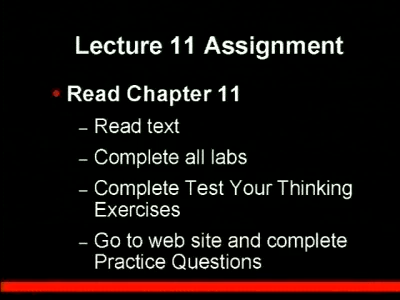 Lecture 11 Assignment
• Read Chapter 11
– Read text
– Complete all labs
– Complete Test Your Thinking
Exercises
– Go to web site and complete
Practice Questions